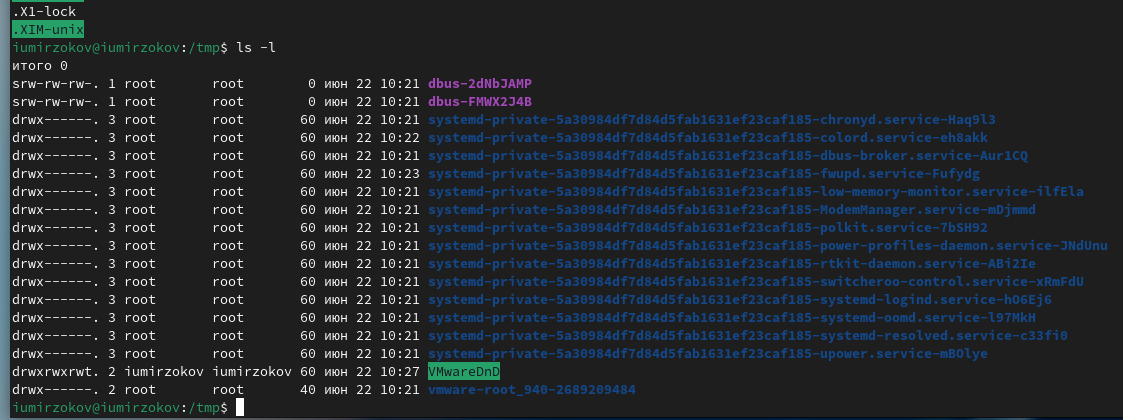 .X1-lock
.XIM-unix
iumirzokov@iumirzokov:/tmp$ ls -l
итого 0
srw-rw-rw-. 1 root       root        0 июн 22 10:21 dbus-2dNbJAMP
srw-rw-rw-. 1 root       root        0 июн 22 10:21 dbus-FMWX2J4B
drwx------. 3 root       root       60 июн 22 10:21 systemd-private-5a30984df7d84d5fab1631ef23caf185-chronyd.service-Haq9l3
drwx------. 3 root       root       60 июн 22 10:22 systemd-private-5a30984df7d84d5fab1631ef23caf185-colord.service-eh8akk
drwx------. 3 root       root       60 июн 22 10:21 systemd-private-5a30984df7d84d5fab1631ef23caf185-dbus-broker.service-Aur1CQ
drwx------. 3 root       root       60 июн 22 10:23 systemd-private-5a30984df7d84d5fab1631ef23caf185-fwupd.service-Fufydg
drwx------. 3 root       root       60 июн 22 10:21 systemd-private-5a30984df7d84d5fab1631ef23caf185-low-memory-monitor.service-ilfEla
drwx------. 3 root       root       60 июн 22 10:21 systemd-private-5a30984df7d84d5fab1631ef23caf185-ModemManager.service-mDjmmd
drwx------. 3 root       root       60 июн 22 10:21 systemd-private-5a30984df7d84d5fab1631ef23caf185-polkit.service-7bSH92
drwx------. 3 root       root       60 июн 22 10:21 systemd-private-5a30984df7d84d5fab1631ef23caf185-power-profiles-daemon.service-JNdUnu
drwx------. 3 root       root       60 июн 22 10:21 systemd-private-5a30984df7d84d5fab1631ef23caf185-rtkit-daemon.service-ABi2Ie
drwx------. 3 root       root       60 июн 22 10:21 systemd-private-5a30984df7d84d5fab1631ef23caf185-switcheroo-control.service-xRmFdU
drwx------. 3 root       root       60 июн 22 10:21 systemd-private-5a30984df7d84d5fab1631ef23caf185-systemd-logind.service-hO6Ej6
drwx------. 3 root       root       60 июн 22 10:21 systemd-private-5a30984df7d84d5fab1631ef23caf185-systemd-oomd.service-l97MkH
drwx------. 3 root       root       60 июн 22 10:21 systemd-private-5a30984df7d84d5fab1631ef23caf185-systemd-resolved.service-c33fi0
drwx------. 3 root       root       60 июн 22 10:21 systemd-private-5a30984df7d84d5fab1631ef23caf185-upower.service-mBOlye
drwxrwxrwt. 2 iumirzokov iumirzokov 60 июн 22 10:27 VMwareDnD
drwx------. 2 root       root       40 июн 22 10:21 vmware-root_940-2689209484
iumirzokov@iumirzokov:/tmp$